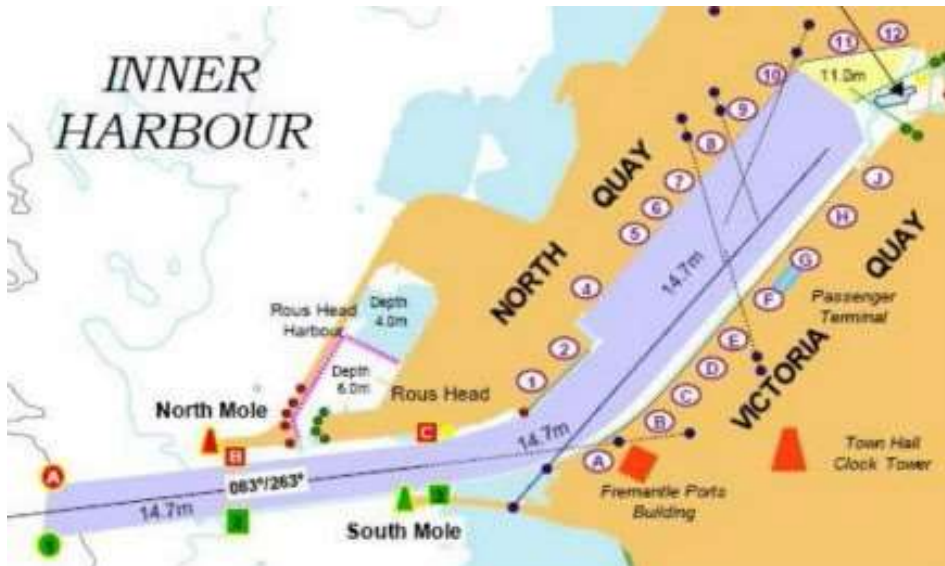 INNER
HARBOUR
11
12
11.0m
10
9
8
7
6
5
4
2
1
NORTH
QUAY
14.7m
J
H
G
F
E
D
C
B
A
VICTORIA
QUAY
Passenger
Terminal
Depth
4.0m
Rous Head
Harbour
Depth
6.0m
Rous Head
North Mole
B
C
14.7m
A
083°/263°
14.7m
South Mole
Fremantle Ports
Building
Town Hall
Clock Tower